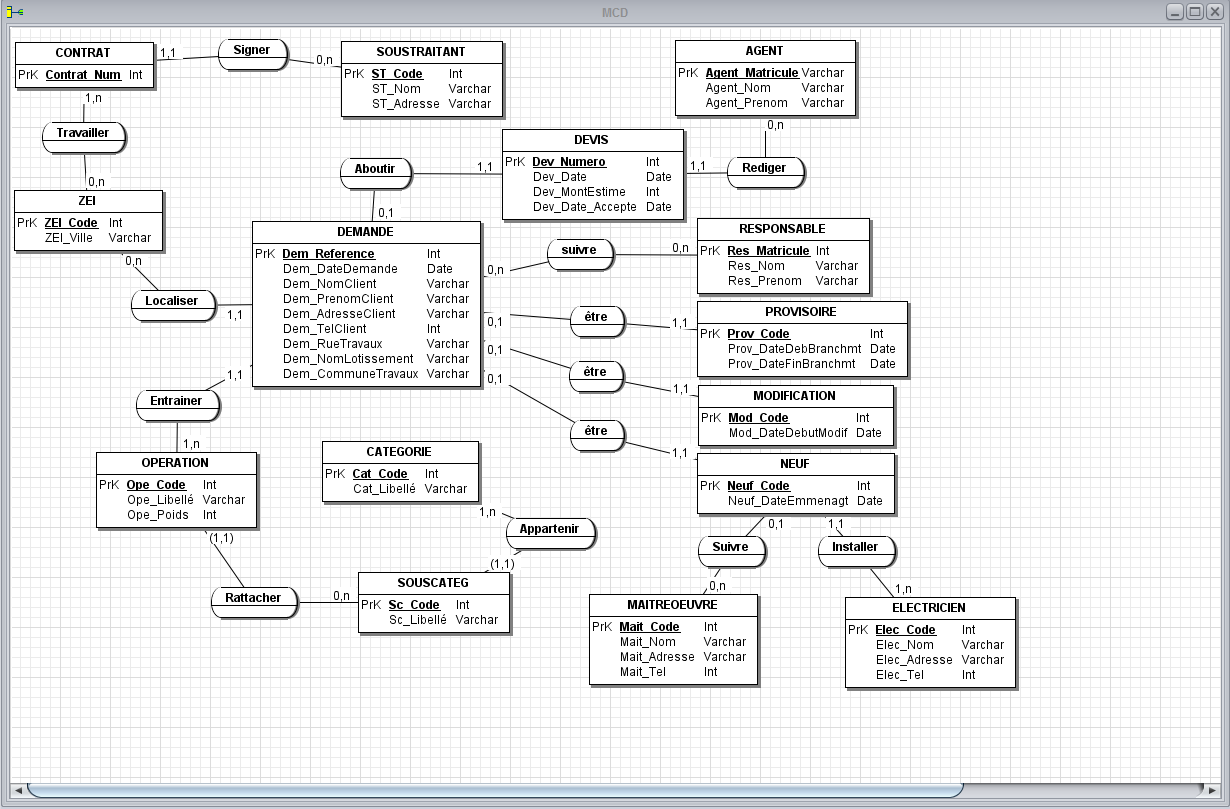 MCD
CONTRAT
PrK Contrat_Num Int
1,1
Signer
0,n
SOUSTRAITANT
PrK ST_Code Int
ST_Nom Varchar
ST_Adresse Varchar
AGENT
PrK Agent_Matricule Varchar
Agent_Nom Varchar
Agent_Prenom Varchar
1,n
Travailler
0,n
0,n
ZEI
PrK ZEI_Code Int
ZEI_Ville Varchar
Aboutir
1,1
DEVIS
PrK Dev_Numero Int
Dev_Date Date
Dev_MontEstime Int
Dev_Date_Accepte Date
1,1
Rediger
0,1
DEMANDE
PrK Dem_Reference Int
Dem_DateDemande Date
Dem_NomClient Varchar
Dem_PrenomClient Varchar
Dem_AdresseClient Varchar
Dem_TelClient Int
Dem_RueTravaux Varchar
Dem_NomLotissement Varchar
Dem_CommuneTravaux Varchar
0,n
Localiser
1,1
0,n
suivre
0,n
RESPONSABLE
PrK Res_Matricule Int
Res_Nom Varchar
Res_Prenom Varchar
0,1
être
1,1
PROVISOIRE
PrK Prov_Code Int
Prov_DateDebBranchmt Date
Prov_DateFinBranchmt Date
0,1
être
1,1
MODIFICATION
PrK Mod_Code Int
Mod_DateDebutModif Date
0,1
être
1,1
NEUF
PrK Neuf_Code Int
Neuf_DateEmmenagt Date
1,1
Entrainer
1,n
OPERATION
PrK Ope_Code Int
Ope_Libellé Varchar
Ope_Poids Int
CATEGORIE
PrK Cat_Code Int
Cat_Libellé Varchar
1,n
Appartenir
(1,1)
(1,1)
Rattacher
0,n
SOUSCATEG
PrK Sc_Code Int
Sc_Libellé Varchar
0,1
Suivre
0,n
MAITREOEUVRE
PrK Mait_Code Int
Mait_Nom Varchar
Mait_Adresse Varchar
Mait_Tel Int
1,1
Installer
1,n
ELECTRICIEN
PrK Elec_Code Int
Elec_Nom Varchar
Elec_Adresse Varchar
Elec_Tel Int